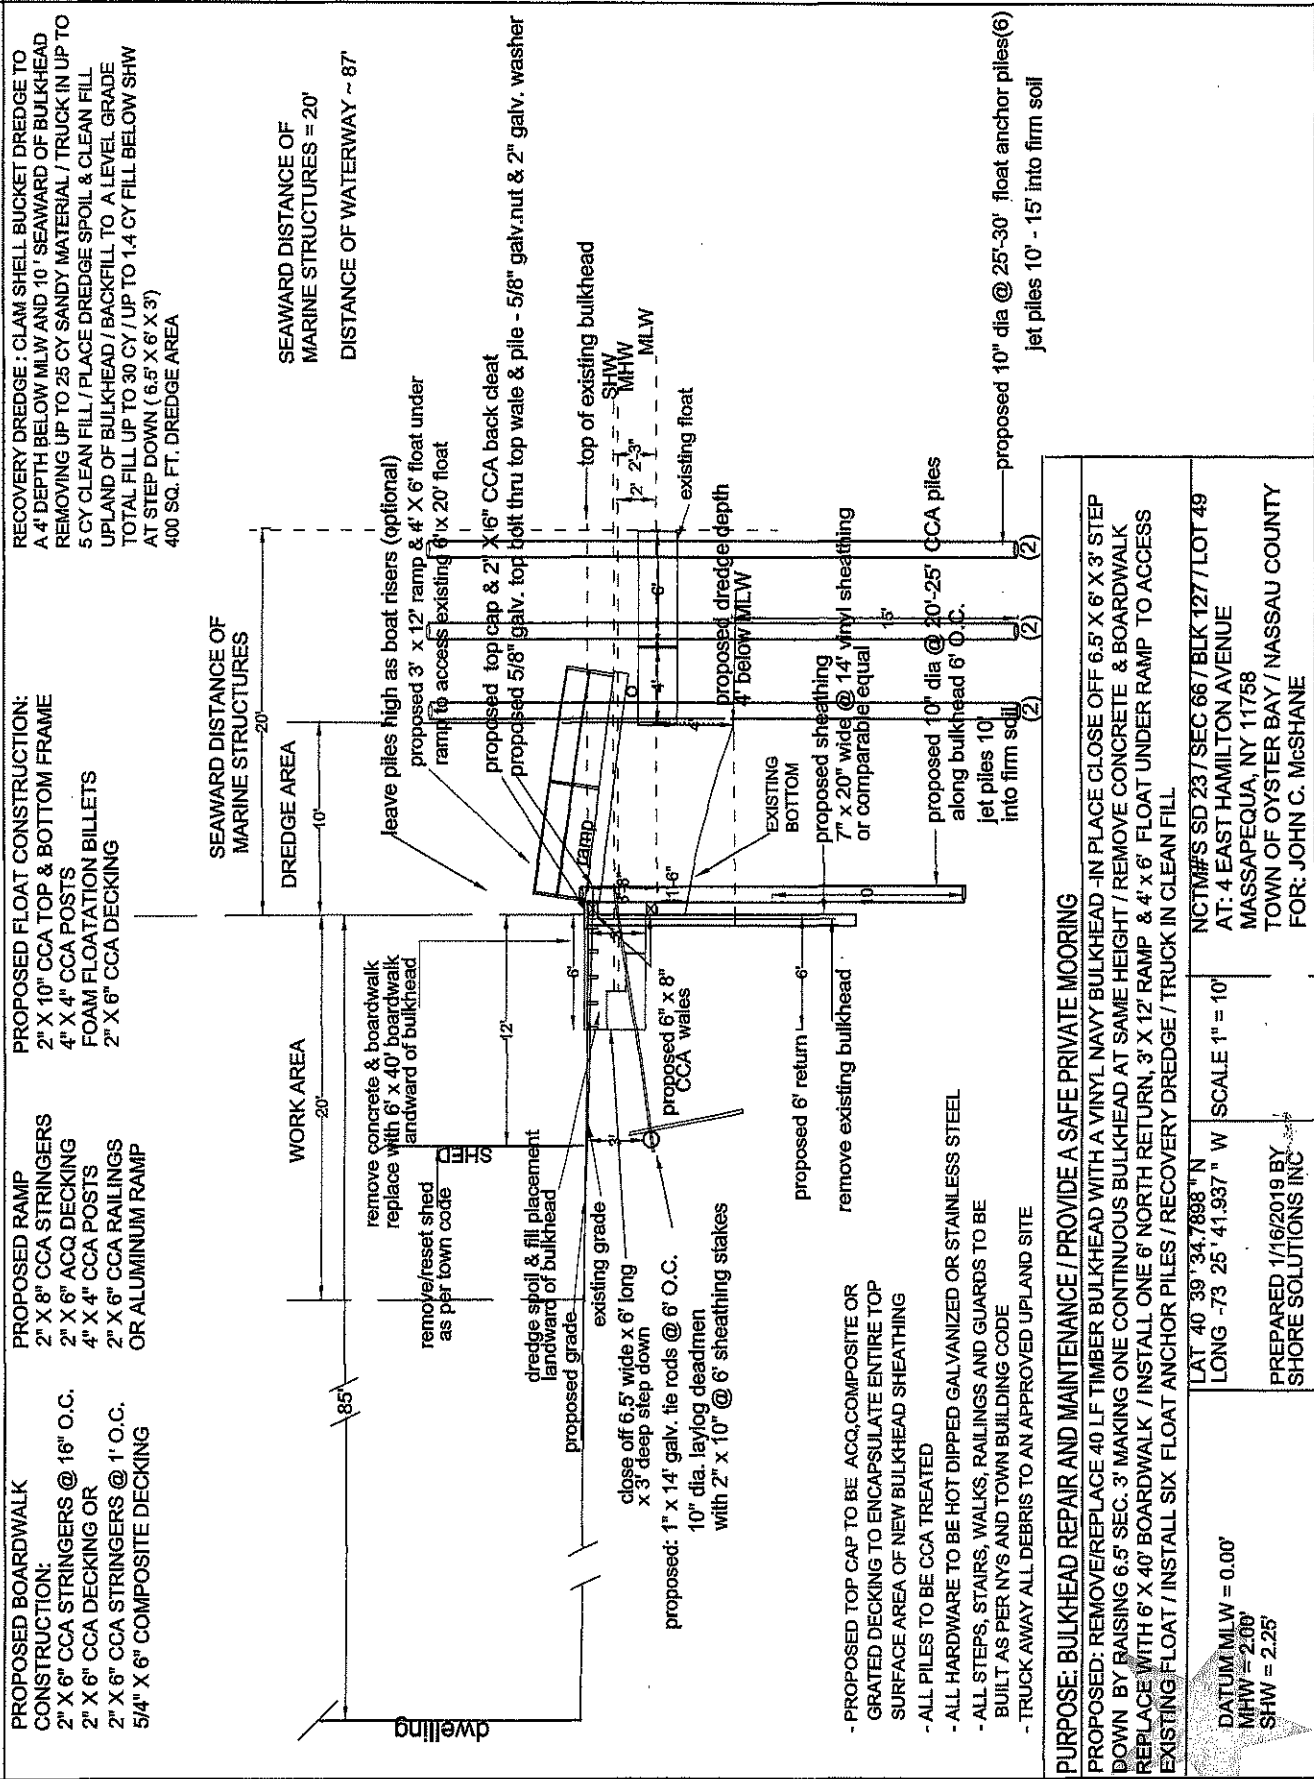 PROPOSED BOARDWALK
CONSTRUCTION:
2" X 6" CCA STRINGERS @ 16" O.C.
2" X 6" CCA DECKING OR
2" X 6" CCA STRINGERS @ 1' O.C.
5/4" X 6" COMPOSITE DECKING
PROPOSED RAMP
2" X 8" CCA STRINGERS
2" X 6" ACQ DECKING
4" X 4" CCA POSTS
2" X 6" CCA RAILINGS
OR ALUMINUM RAMP
PROPOSED FLOAT CONSTRUCTION:
2" X 10" CCA TOP & BOTTOM FRAME
4" X 4" CCA POSTS
FOAM FLOATATION BILLETS
2" X 6" CCA DECKING
RECOVERY DREDGE : CLAM SHELL BUCKET DREDGE TO
A 4' DEPTH BELOW MLW AND 10 ' SEAWARD OF BULKHEAD
REMOVING UP TO 25 CY SANDY MATERIAL / TRUCK IN UP TO
5 CY CLEAN FILL / PLACE DREDGE SPOIL & CLEAN FILL
UPLAND OF BULKHEAD / BACKFILL TO A LEVEL GRADE
TOTAL FILL UP TO 30 CY / UP TO 1.4 CY FILL BELOW SHW
AT STEP DOWN ( 6.5' X 6' X 3')
400 SQ. FT. DREDGE AREA
SEAWARD DISTANCE OF
MARINE STRUCTURES = 20'
DISTANCE OF WATERWAY ~ 87'
SEAWARD DISTANCE OF
MARINE STRUCTURES
20'
DREDGE AREA
10'
WORK AREA
20'
85'
12'
remove concrete & boardwalk
replace with 6' x 40' boardwalk
landward of bulkhead
remove/reset shed
as per town code
SHED
dwelling
leave piles high as boat risers (optional)
proposed 3' x 12' ramp & 4' X 6' float under
ramp to access existing 6' x 20' float
proposed top cap & 2' X 6" CCA back cleat
proposed 5/8" galv. top bolt thru top wale & pile - 5/8" galv.nut & 2" galv. washer
top of existing bulkhead
SHW
MHW
MLW
2'
2'-3"
existing float
ramp
6'
4'
4'
6'
3'
1'-6"
dredge spoil & fill placement
landward of bulkhead
proposed grade
existing grade
close off 6.5' wide x 6' long
x 3' deep step down
3'
proposed: 1" x 14' galv. tie rods @ 6' O.C.
10" dia. laylog deadmen
with 2" x 10" @ 6' sheathing stakes
proposed 6" x 8"
CCA wales
EXISTING
BOTTOM
proposed dredge depth
4' below MLW
proposed sheathing
7" x 20" wide @ 14' vinyl sheathing
or comparable equal
15'
10
proposed 10" dia @ 20'-25' CCA piles
along bulkhead 6' O.C.
jet piles 10'
into firm soil
(2)
(2)
(2)
proposed 10" dia @ 25'-30' float anchor piles(6)
jet piles 10' - 15' into firm soil
proposed 6' return
6'
remove existing bulkhead
- PROPOSED TOP CAP TO BE ACQ,COMPOSITE OR
GRATED DECKING TO ENCAPSULATE ENTIRE TOP
SURFACE AREA OF NEW BULKHEAD SHEATHING
- ALL PILES TO BE CCA TREATED
- ALL HARDWARE TO BE HOT DIPPED GALVANIZED OR STAINLESS STEEL
- ALL STEPS, STAIRS, WALKS, RAILINGS AND GUARDS TO BE
BUILT AS PER NYS AND TOWN BUILDING CODE
- TRUCK AWAY ALL DEBRIS TO AN APPROVED UPLAND SITE
PURPOSE: BULKHEAD REPAIR AND MAINTENANCE / PROVIDE A SAFE PRIVATE MOORING
PROPOSED: REMOVE/REPLACE 40 LF TIMBER BULKHEAD WITH A VINYL NAVY BULKHEAD -IN PLACE CLOSE OFF 6.5' X 6' X 3' STEP
DOWN BY RAISING 6.5' SEC. 3' MAKING ONE CONTINUOUS BULKHEAD AT SAME HEIGHT / REMOVE CONCRETE & BOARDWALK
REPLACE WITH 6' X 40' BOARDWALK / INSTALL ONE 6' NORTH RETURN, 3' X 12' RAMP & 4' x 6' FLOAT UNDER RAMP TO ACCESS
EXISTING FLOAT / INSTALL SIX FLOAT ANCHOR PILES / RECOVERY DREDGE / TRUCK IN CLEAN FILL
DATUM MLW = 0.00'
MHW = 2.00'
SHW = 2.25'
LAT 40 39 ' 34.7898 " N
LONG -73 25 ' 41.937 " W
SCALE 1" = 10'
PREPARED 1/16/2019 BY
SHORE SOLUTIONS INC
NCTM#S SD 23 / SEC 66 / BLK 127 / LOT 49
AT: 4 EAST HAMILTON AVENUE
MASSAPEQUA, NY 11758
TOWN OF OYSTER BAY / NASSAU COUNTY
FOR: JOHN C. McSHANE